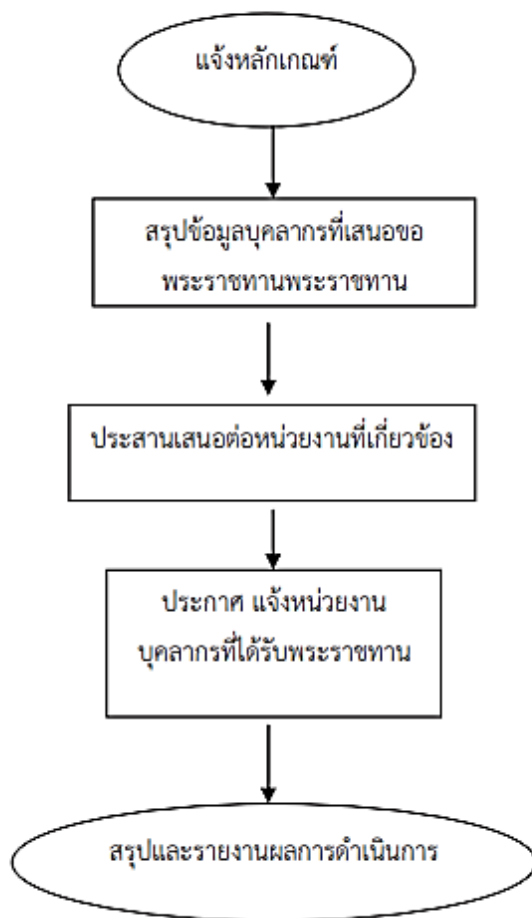 แจ้งหลักเกณฑ์
สรุปข้อมูลบุคลากรที่เสนอขอ
พระราชทานพระราชทาน
ประสานเสนอต่อหน่วยงานที่เกี่ยวข้อง
ประกาศ แจ้งหน่วยงาน
บุคลากรที่ได้รับพระราชทาน
สรุปและรายงานผลการดำเนินการ